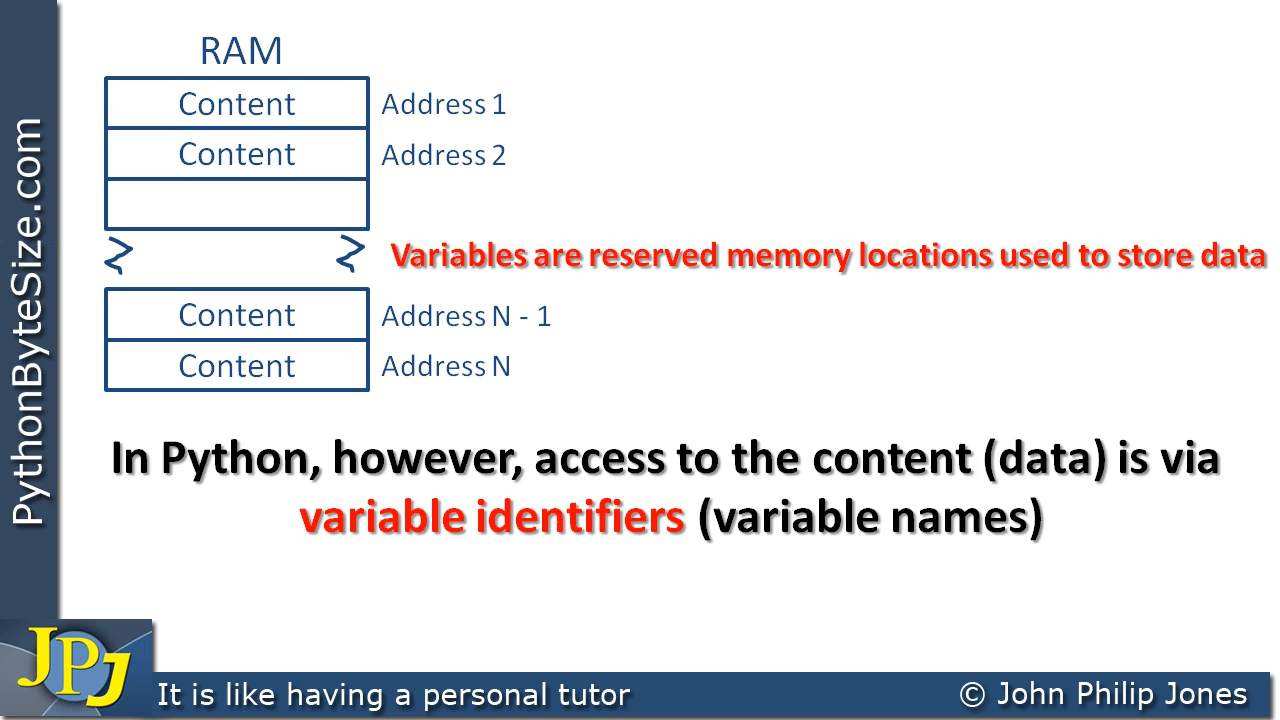 RAM
Content Address 1
Content Address 2
Variables are reserved memory locations used to store data
Content Address N - 1
Content Address N
In Python, however, access to the content (data) is via
variable identifiers (variable names)
PythonByteSize.com
JPJ
It is like having a personal tutor
© John Philip Jones